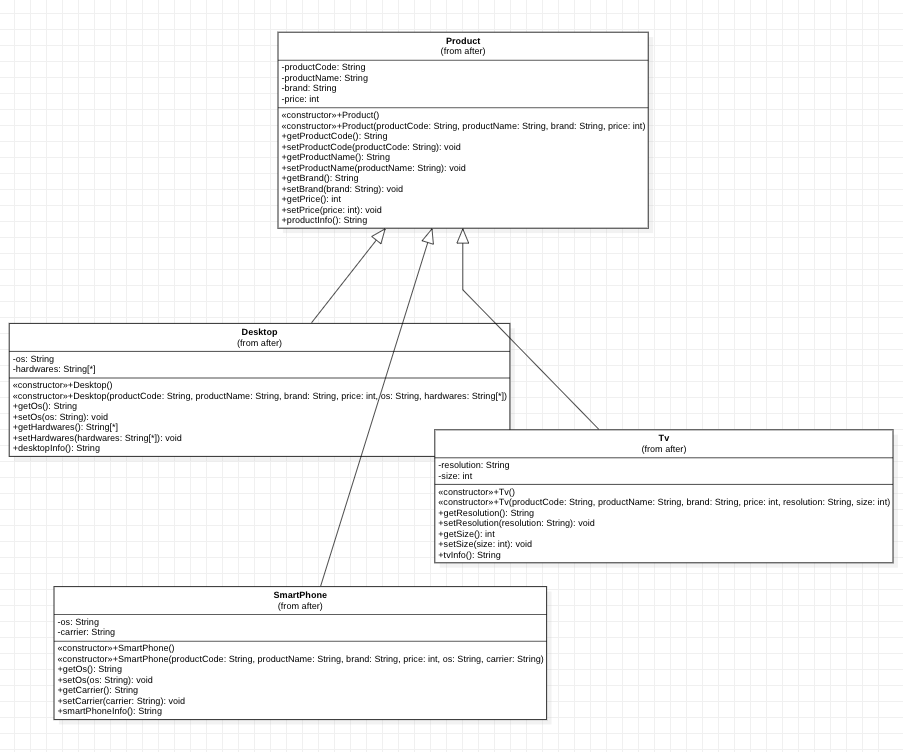 Product
(from after)
-productCode: String
-productName: String
-brand: String
-price: int
«constructor»+Product()
«constructor»+Product(productCode: String, productName: String, brand: String, price: int)
+getProductCode(): String
+setProductCode(productCode: String): void
+getProductName(): String
+setProductName(productName: String): void
+getBrand(): String
+setBrand(brand: String): void
+getPrice(): int
+setPrice(price: int): void
+productInfo(): String
Desktop
(from after)
-os: String
-hardwares: String[*]
«constructor»+Desktop()
«constructor»+Desktop(productCode: String, productName: String, brand: String, price: int, os: String, hardwares: String[*])
+getOs(): String
+setOs(os: String): void
+getHardwares(): String[*]
+setHardwares(hardwares: String[*]): void
+desktopInfo(): String
Tv
(from after)
-resolution: String
-size: int
«constructor»+Tv()
«constructor»+Tv(productCode: String, productName: String, brand: String, price: int, resolution: String, size: int)
+getResolution(): String
+setResolution(resolution: String): void
+getSize(): int
+setSize(size: int): void
+tvInfo(): String
SmartPhone
(from after)
-os: String
-carrier: String
«constructor»+SmartPhone()
«constructor»+SmartPhone(productCode: String, productName: String, brand: String, price: int, os: String, carrier: String)
+getOs(): String
+setOs(os: String): void
+getCarrier(): String
+setCarrier(carrier: String): void
+smartPhoneInfo(): String